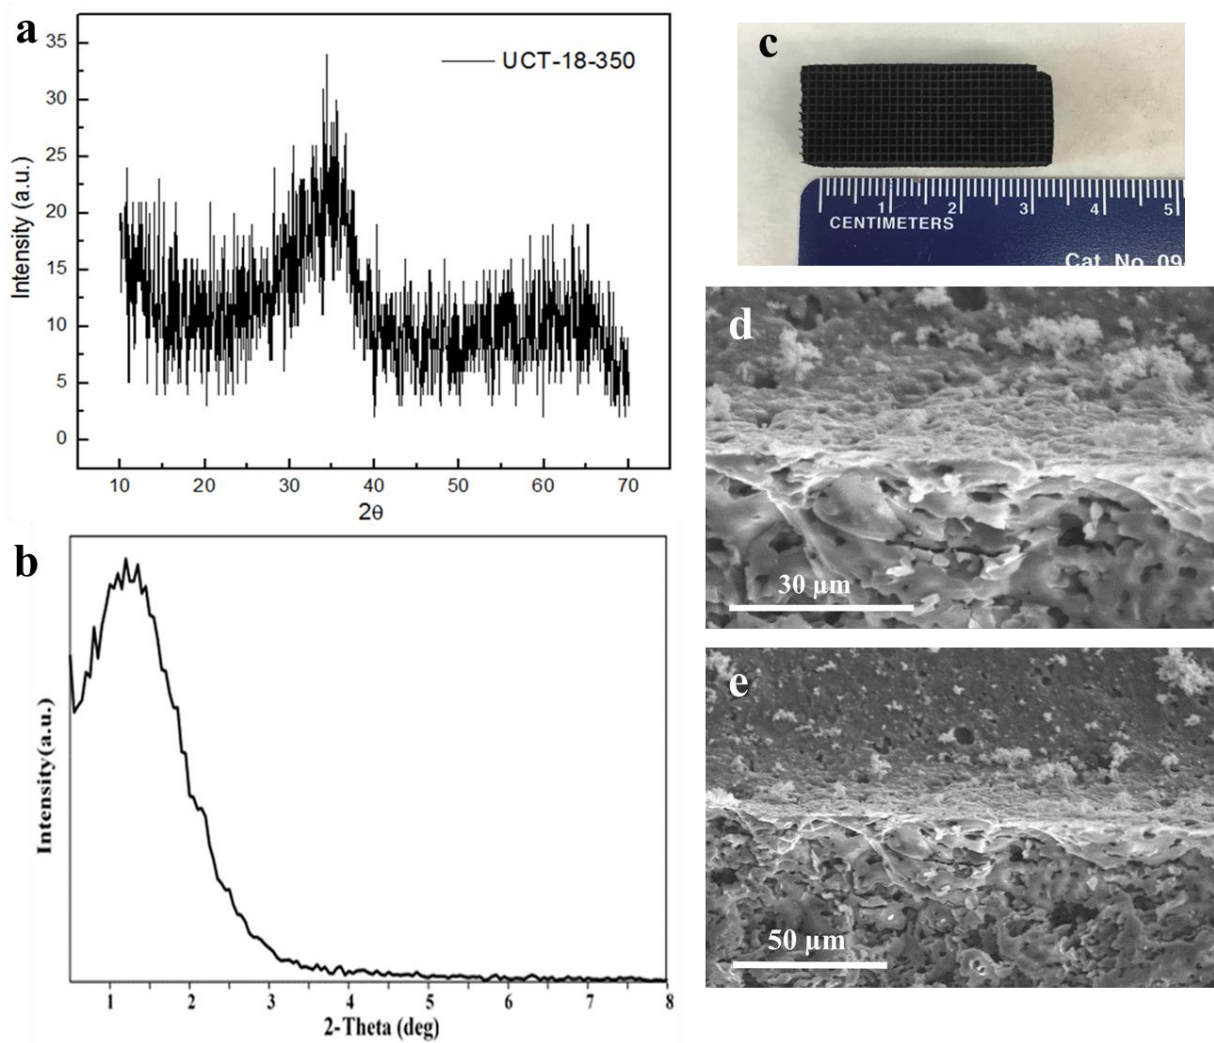 a
35
30
25
20
15
10
5
0
Intensity (a.u.)
UCT-18-350
10 20 30 40 50 60 70
2θ
b
Intensity (a.u.)
1 2 3 4 5 6 7 8
2-Theta (deg)
c
1 2 3 4 5
CENTIMETERS
Cat. No. 09
d
30 µm
e
50 µm